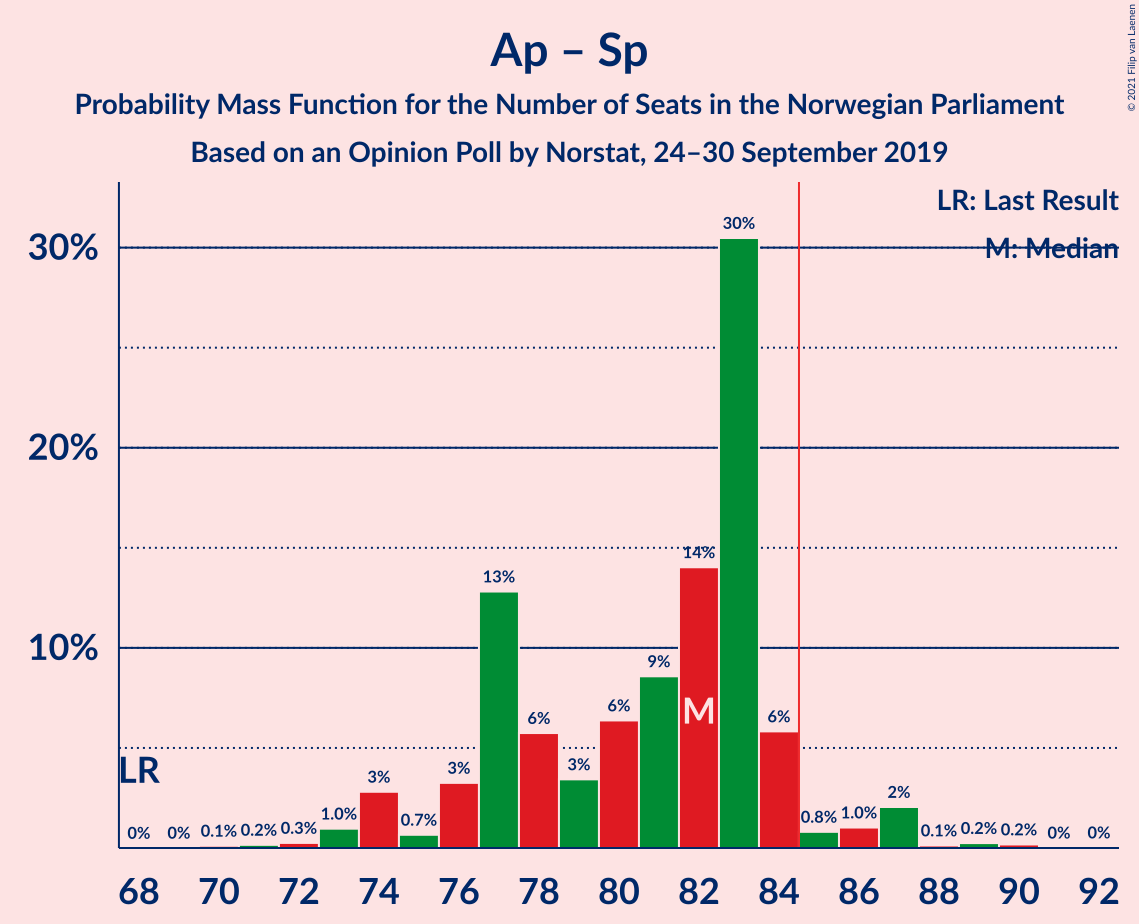 Ap – Sp
Probability Mass Function for the Number of Seats in the Norwegian Parliament
Based on an Opinion Poll by Norstat, 24–30 September 2019
© 2021 Filip van Laenen
LR: Last Result
M: Median
30%
20%
10%
LR
M
0% 0% 0.1% 0.2% 0.3% 1.0% 3% 0.7% 3% 13% 6% 3% 6% 9% 14% 30% 6% 0.8% 1.0% 2% 0.1% 0.2% 0.2% 0% 0%
68 70 72 74 76 78 80 82 84 86 88 90 92